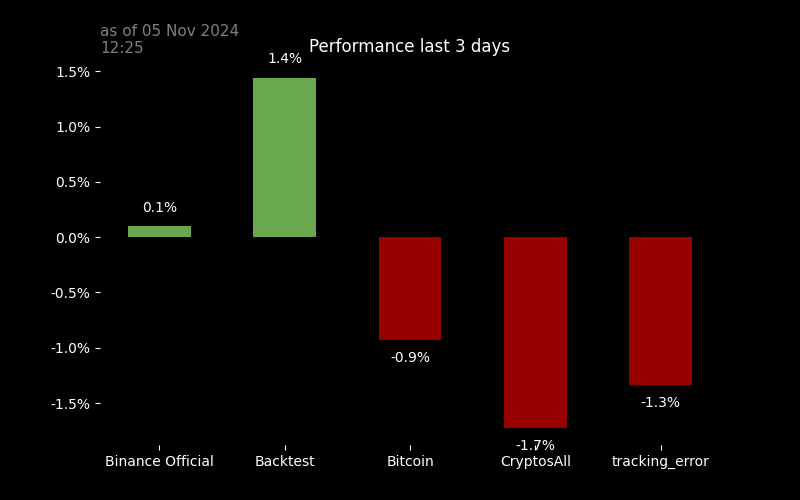 as of 05 Nov 2024
12:25
Performance last 3 days
1.5%
1.0%
0.5%
0.0%
-0.5%
-1.0%
-1.5%
0.1%
1.4%
-0.9%
-1.7%
-1.3%
Binance Official
Backtest
Bitcoin
CryptosAll
tracking_error